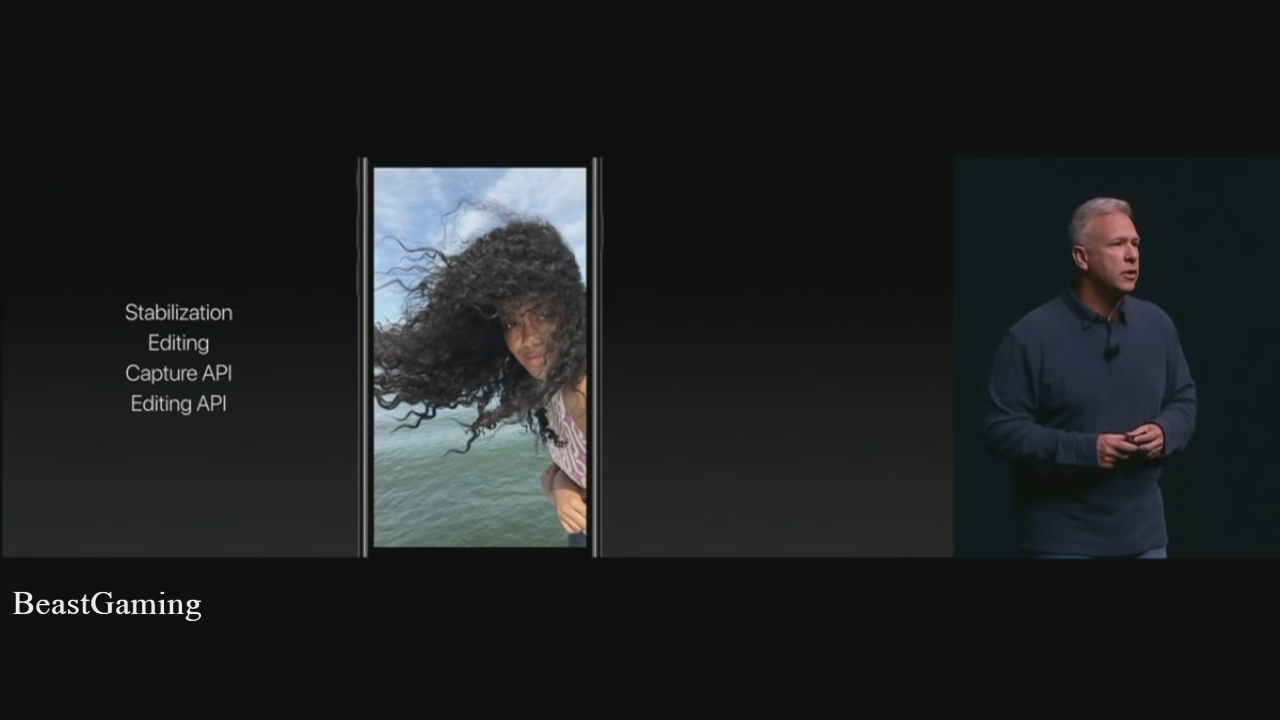 Stabilization
Editing
Capture API
Editing API
BeastGaming